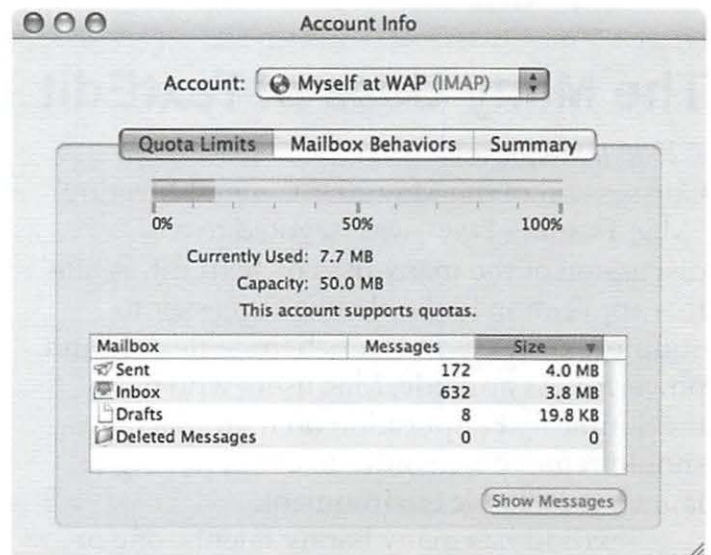 Account Info
Account: Myself at WAP (IMAP)
Quota Limits Mailbox Behaviors Summary
0% 50% 100%
Currently Used: 7.7 MB
Capacity: 50.0 MB
This account supports quotas.
Mailbox Messages Size
Sent 172 4.0 MB
Inbox 632 3.8 MB
Drafts 8 19.8 KB
Deleted Messages 0 0
Show Messages